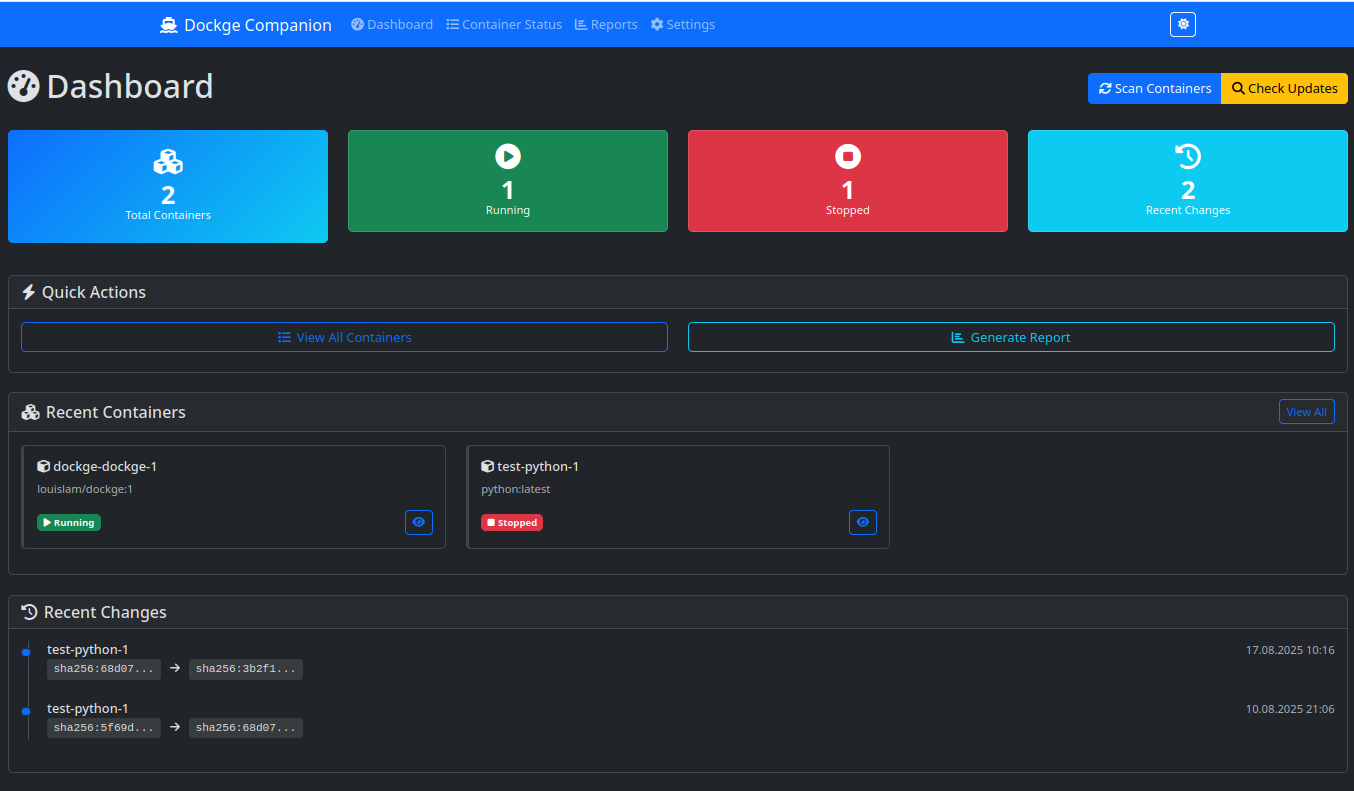 Dockge Companion Dashboard Container Status Reports Settings
Dashboard
Scan Containers Check Updates
2
Total Containers
1
Running
1
Stopped
2
Recent Changes
Quick Actions
View All Containers
Generate Report
Recent Containers
View All
dockge-dockge-1
louislam/dockge:1
Running
test-python-1
python:latest
Stopped
Recent Changes
test-python-1
17.08.2025 10:16
sha256:68d07... → sha256:3b2f1...
test-python-1
10.08.2025 21:06
sha256:5f69d... → sha256:68d07...